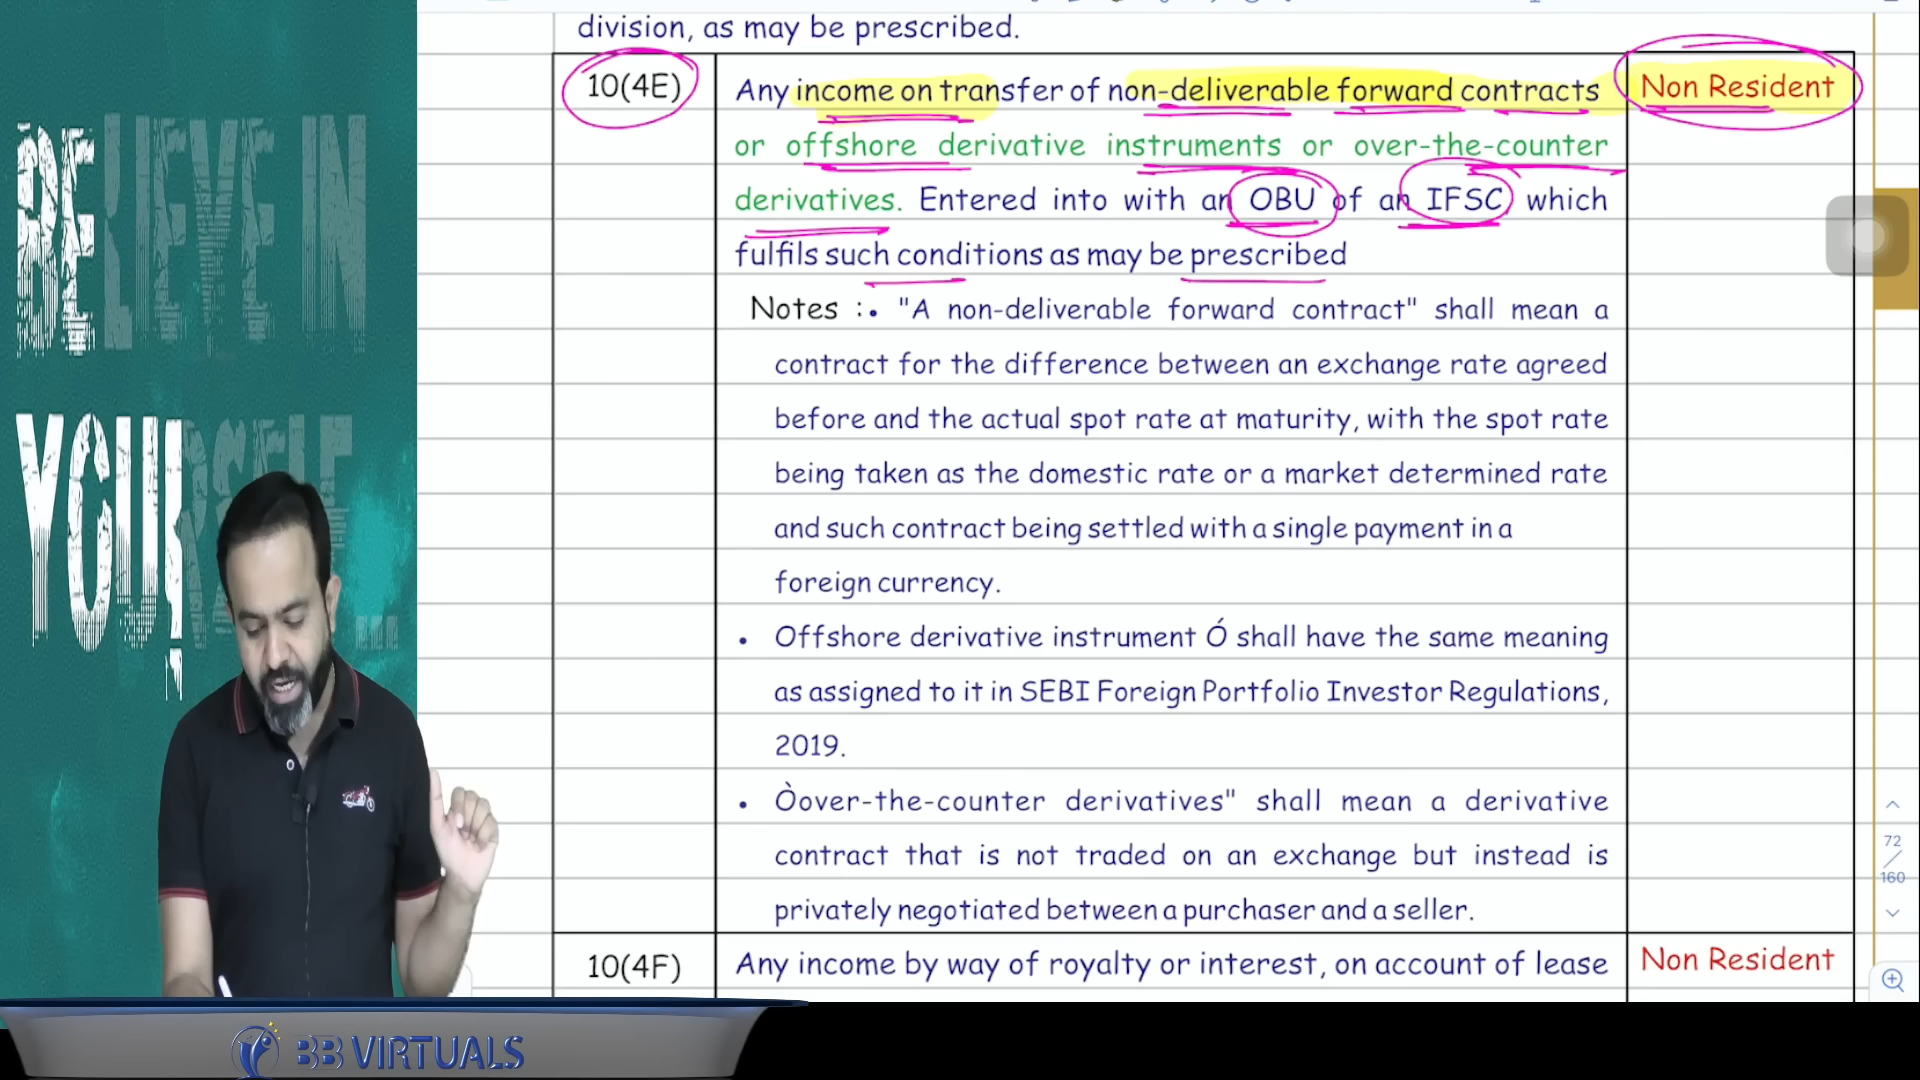 division, as may be prescribed.
10(4E)
Any income on transfer of non-deliverable forward contracts
Non Resident
or offshore derivative instruments or over-the-counter
derivatives. Entered into with an OBU of an IFSC which
fulfils such conditions as may be prescribed
Notes :• "A non-deliverable forward contract" shall mean a
contract for the difference between an exchange rate agreed
before and the actual spot rate at maturity, with the spot rate
being taken as the domestic rate or a market determined rate
and such contract being settled with a single payment in a
foreign currency.
• Offshore derivative instrument Ó shall have the same meaning
as assigned to it in SEBI Foreign Portfolio Investor Regulations,
2019.
• Òover-the-counter derivatives" shall mean a derivative
contract that is not traded on an exchange but instead is
privately negotiated between a purchaser and a seller.
10(4F)
Any income by way of royalty or interest, on account of lease
Non Resident
BELIEVE IN
YOURSELF
72
160
BB VIRTUALS